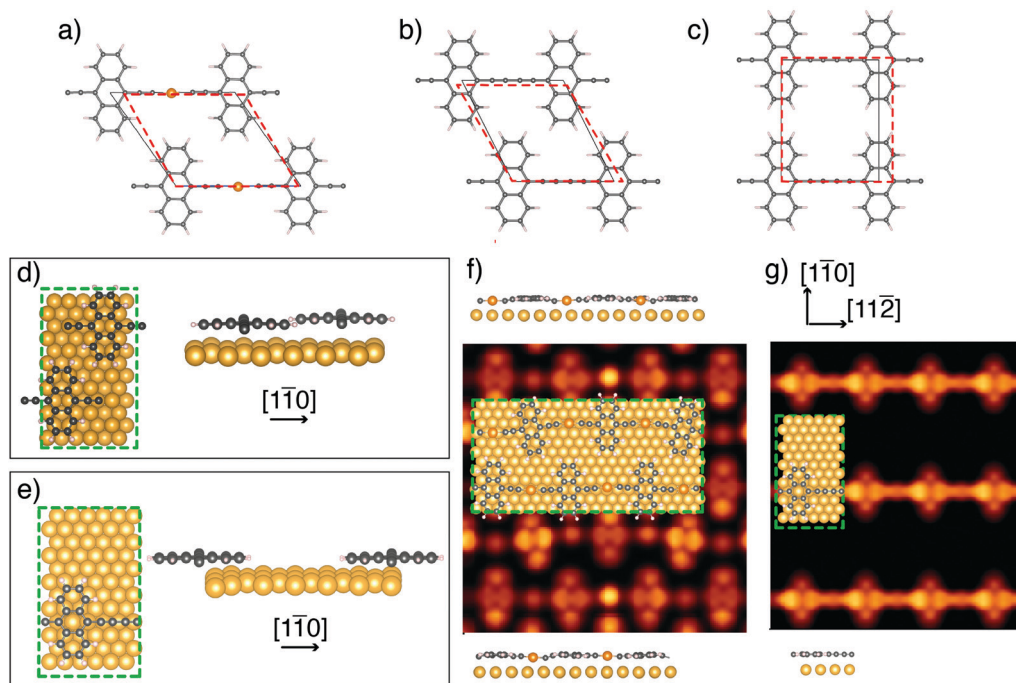 a)
b)
c)
d)
[11̅0]
e)
[11̅0]
f)
g)
[11̅0]
[112̅]